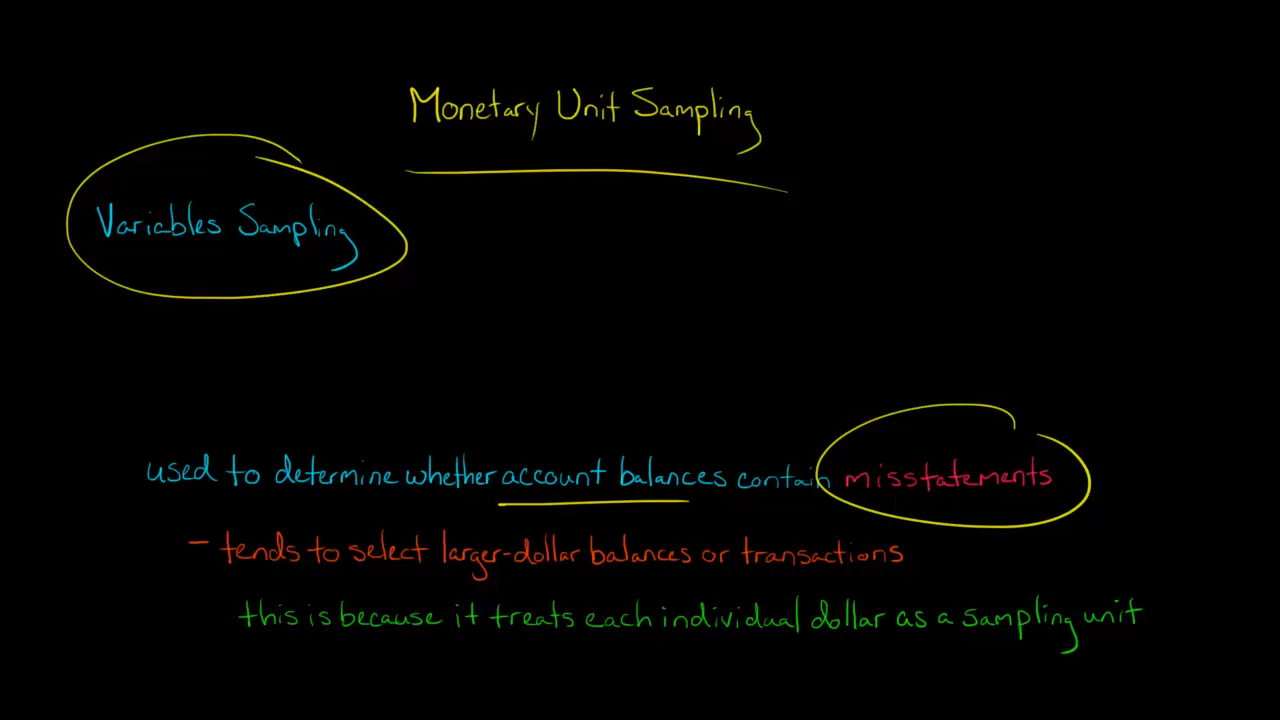 Monetary Unit Sampling
Variables Sampling
used to determine whether account balances contain misstatements
- tends to select larger-dollar balances or transactions
this is because it treats each individual dollar as a sampling unit